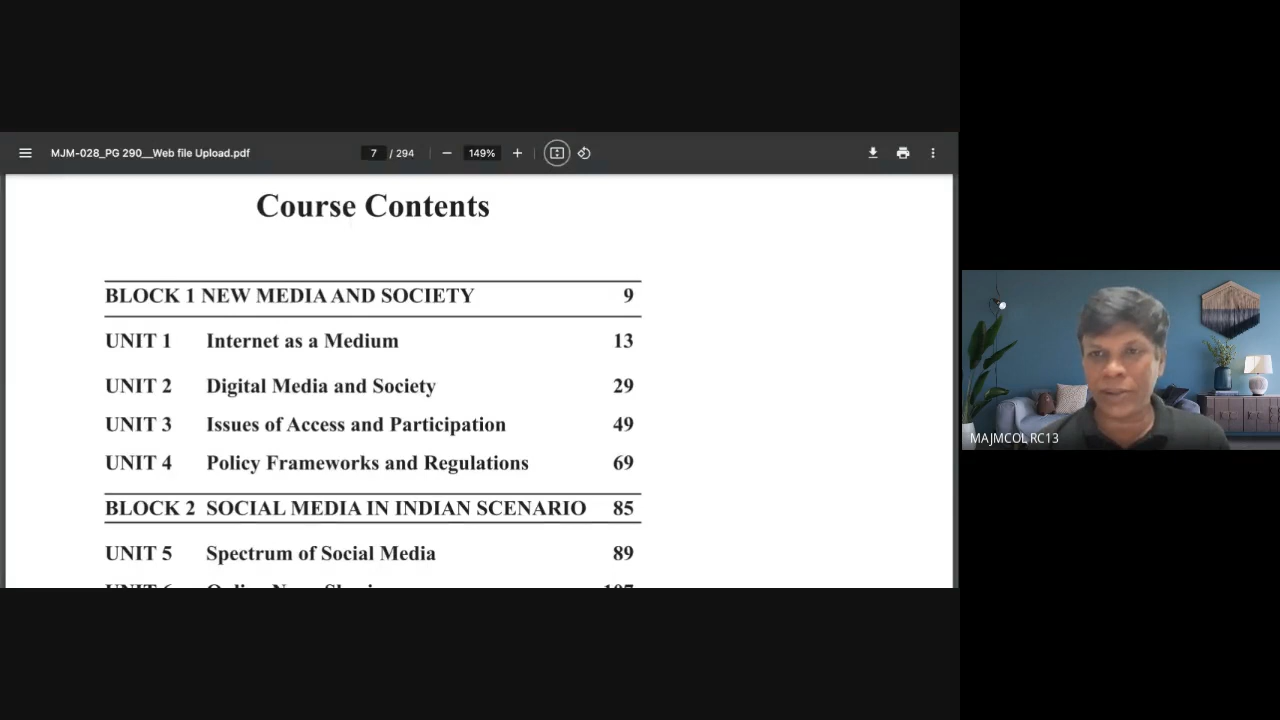 MJM-028_PG 290__Web file Upload.pdf 7 / 294 149%
Course Contents
BLOCK 1 NEW MEDIA AND SOCIETY 9
UNIT 1 Internet as a Medium 13
UNIT 2 Digital Media and Society 29
UNIT 3 Issues of Access and Participation 49
UNIT 4 Policy Frameworks and Regulations 69
BLOCK 2 SOCIAL MEDIA IN INDIAN SCENARIO 85
UNIT 5 Spectrum of Social Media 89
MAJMCOL RC13